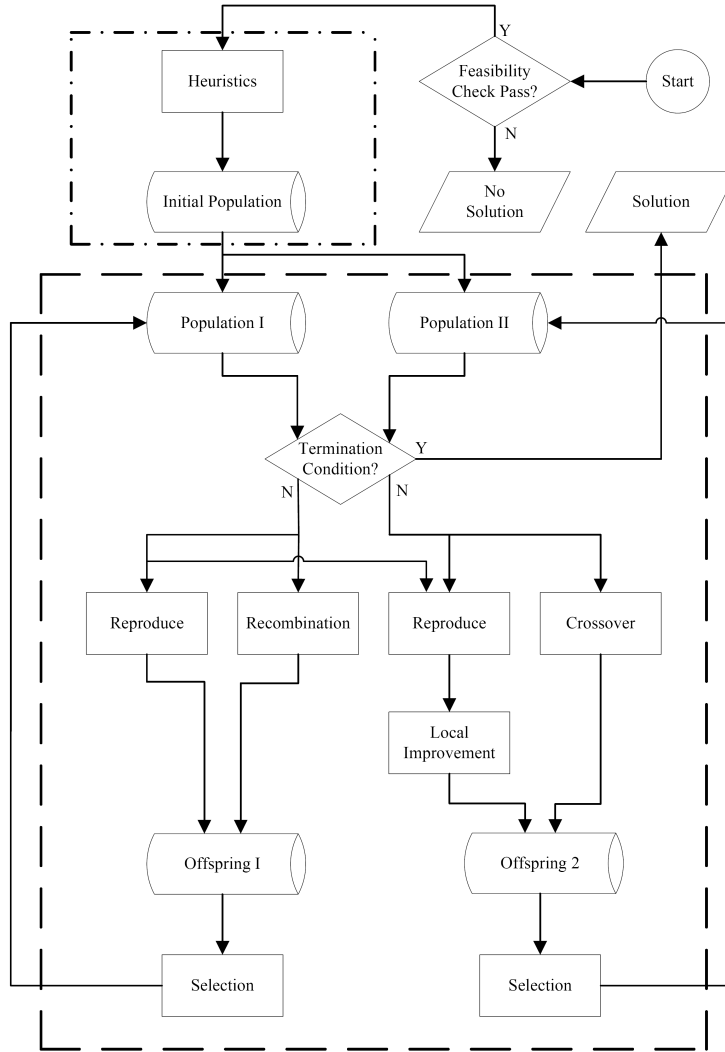 Y
Heuristics
Feasibility
Check Pass?
Start
N
Initial Population
No
Solution
Solution
Population I
Population II
Termination
Condition?
Y
N
N
Reproduce
Recombination
Reproduce
Crossover
Local
Improvement
Offspring I
Offspring 2
Selection
Selection